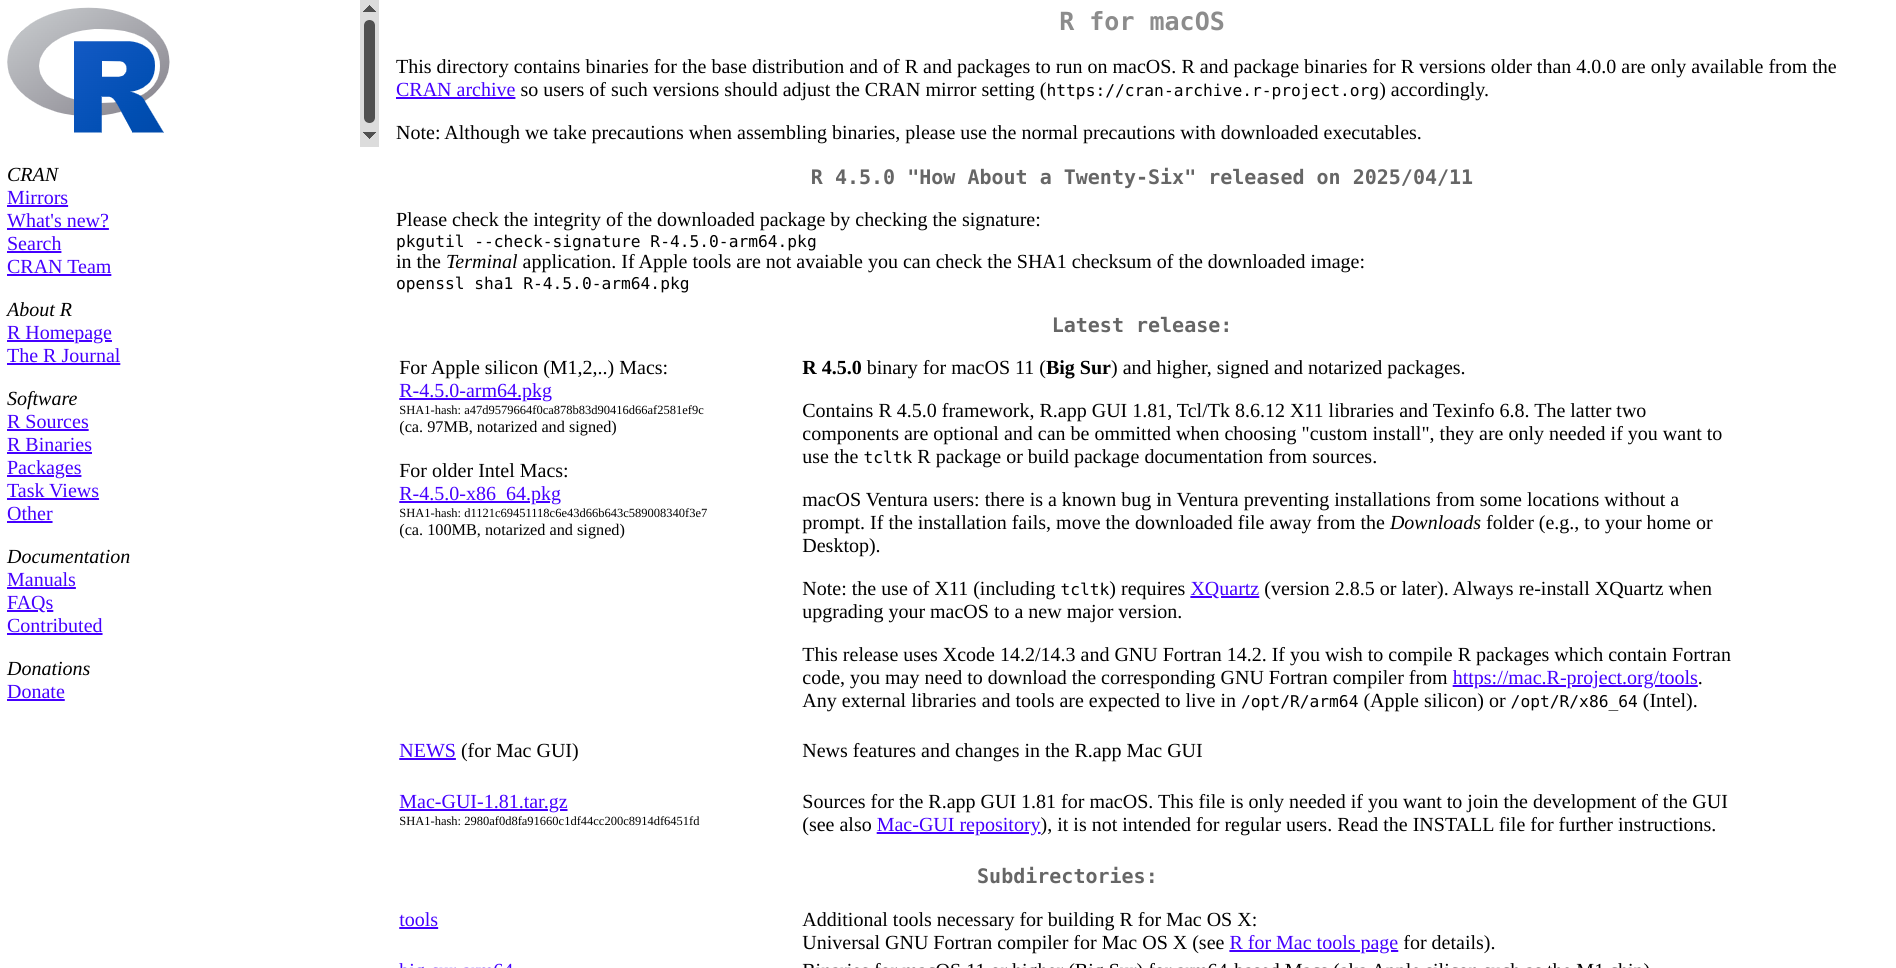 R
CRAN
Mirrors
What's new?
Search
CRAN Team
About R
R Homepage
The R Journal
Software
R Sources
R Binaries
Packages
Task Views
Other
Documentation
Manuals
FAQs
Contributed
Donations
Donate
R for macOS
This directory contains binaries for the base distribution and of R and packages to run on macOS. R and package binaries for R versions older than 4.0.0 are only available from the
CRAN archive so users of such versions should adjust the CRAN mirror setting (https://cran-archive.r-project.org) accordingly.
Note: Although we take precautions when assembling binaries, please use the normal precautions with downloaded executables.
R 4.5.0 "How About a Twenty-Six" released on 2025/04/11
Please check the integrity of the downloaded package by checking the signature:
pkgutil --check-signature R-4.5.0-arm64.pkg
in the Terminal application. If Apple tools are not avaiable you can check the SHA1 checksum of the downloaded image:
openssl sha1 R-4.5.0-arm64.pkg
Latest release:
For Apple silicon (M1,2,..) Macs:
R-4.5.0-arm64.pkg
SHA1-hash: a47d9579664f0ca878b83d90416d66af2581ef9c
(ca. 97MB, notarized and signed)
For older Intel Macs:
R-4.5.0-x86_64.pkg
SHA1-hash: d1121c69451118c6e43d66b643c589008340f3e7
(ca. 100MB, notarized and signed)
R 4.5.0 binary for macOS 11 (Big Sur) and higher, signed and notarized packages.
Contains R 4.5.0 framework, R.app GUI 1.81, Tcl/Tk 8.6.12 X11 libraries and Texinfo 6.8. The latter two
components are optional and can be ommitted when choosing "custom install", they are only needed if you want to
use the tcltk R package or build package documentation from sources.
macOS Ventura users: there is a known bug in Ventura preventing installations from some locations without a
prompt. If the installation fails, move the downloaded file away from the Downloads folder (e.g., to your home or
Desktop).
Note: the use of X11 (including tcltk) requires XQuartz (version 2.8.5 or later). Always re-install XQuartz when
upgrading your macOS to a new major version.
This release uses Xcode 14.2/14.3 and GNU Fortran 14.2. If you wish to compile R packages which contain Fortran
code, you may need to download the corresponding GNU Fortran compiler from https://mac.R-project.org/tools.
Any external libraries and tools are expected to live in /opt/R/arm64 (Apple silicon) or /opt/R/x86_64 (Intel).
NEWS (for Mac GUI)
News features and changes in the R.app Mac GUI
Mac-GUI-1.81.tar.gz
SHA1-hash: 2980af0d8fa91660c1df44cc200c8914df6451fd
Sources for the R.app GUI 1.81 for macOS. This file is only needed if you want to join the development of the GUI
(see also Mac-GUI repository), it is not intended for regular users. Read the INSTALL file for further instructions.
Subdirectories:
tools
Additional tools necessary for building R for Mac OS X:
Universal GNU Fortran compiler for Mac OS X (see R for Mac tools page for details).
big-sur-arm64
Binaries for macOS 11 or higher (Big Sur) for arm64-based Macs (aka Apple silicon such as the M1 chip)